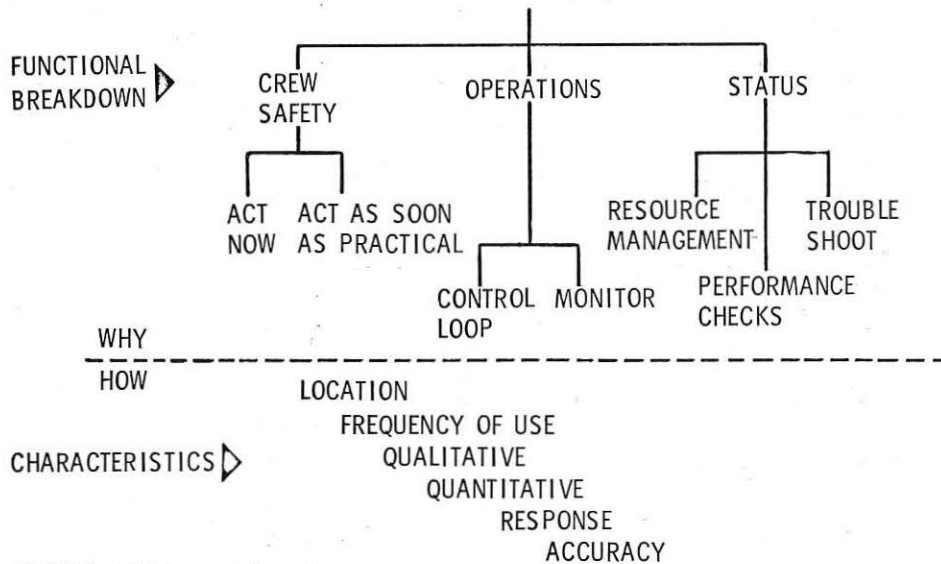 FUNCTIONAL
BREAKDOWN
CREW
SAFETY
OPERATIONS
STATUS
ACT
NOW
ACT AS SOON
AS PRACTICAL
RESOURCE
MANAGEMENT
TROUBLE
SHOOT
CONTROL
LOOP
MONITOR
PERFORMANCE
CHECKS
WHY
HOW
LOCATION
FREQUENCY OF USE
CHARACTERISTICS
QUALITATIVE
QUANTITATIVE
RESPONSE
ACCURACY